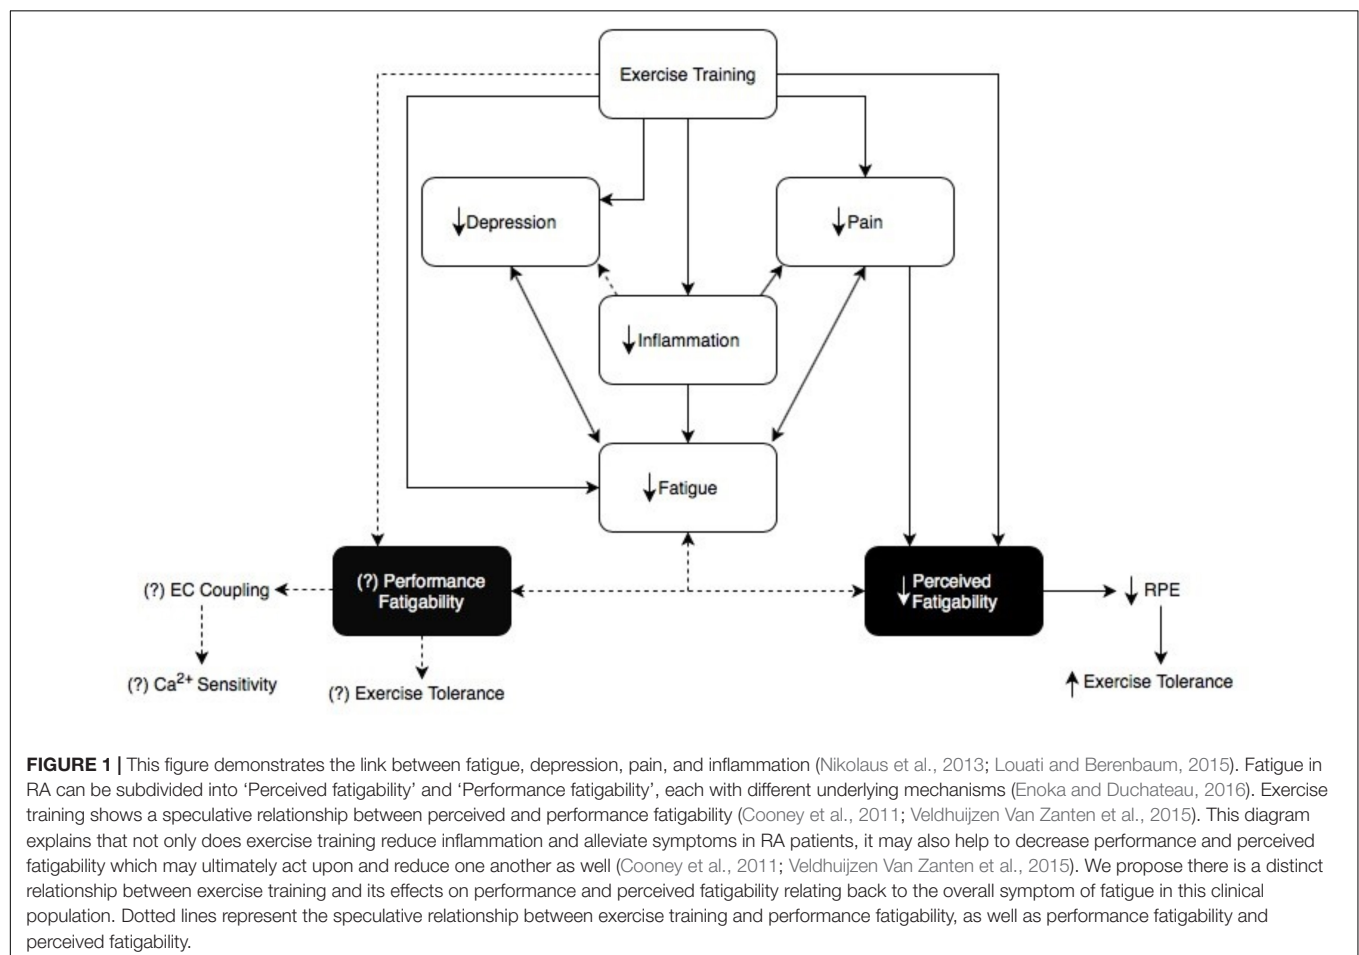 Exercise Training
↓Depression
↓Pain
↓Inflammation
↓Fatigue
(?) EC Coupling
(?) Performance
Fatigability
↓Perceived
Fatigability
↓ RPE
(?) Ca²⁺ Sensitivity
(?) Exercise Tolerance
↑Exercise Tolerance
FIGURE 1 | This figure demonstrates the link between fatigue, depression, pain, and inflammation (Nikolaus et al., 2013; Louati and Berenbaum, 2015). Fatigue in
RA can be subdivided into ‘Perceived fatigability’ and ‘Performance fatigability’, each with different underlying mechanisms (Enoka and Duchateau, 2016). Exercise
training shows a speculative relationship between perceived and performance fatigability (Cooney et al., 2011; Veldhuijzen Van Zanten et al., 2015). This diagram
explains that not only does exercise training reduce inflammation and alleviate symptoms in RA patients, it may also help to decrease performance and perceived
fatigability which may ultimately act upon and reduce one another as well (Cooney et al., 2011; Veldhuijzen Van Zanten et al., 2015). We propose there is a distinct
relationship between exercise training and its effects on performance and perceived fatigability relating back to the overall symptom of fatigue in this clinical
population. Dotted lines represent the speculative relationship between exercise training and performance fatigability, as well as performance fatigability and
perceived fatigability.